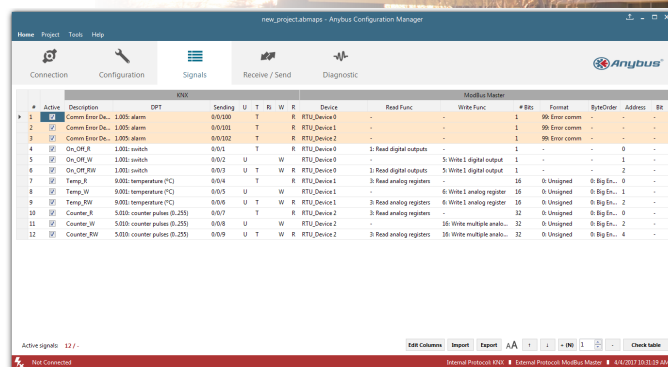 new_project.abmaps - Anybus Configuration Manager
Home Project Tools Help
Connection Configuration Signals Receive / Send Diagnostic
Anybus®
KNX ModBus Master
# Active Description DPT Sending U T Ri W R Device Read Func Write Func # Bits Format ByteOrder Address Bit
1 Comm Error De... 1.005: alarm 0/0/100 T R RTU_Device 0 - - 1 99: Error comm - - -
2 Comm Error De... 1.005: alarm 0/0/101 T R RTU_Device 1 - - 1 99: Error comm - - -
3 Comm Error De... 1.005: alarm 0/0/102 T R RTU_Device 2 - - 1 99: Error comm - - -
4 On_Off_R 1.001: switch 0/0/1 T R RTU_Device 0 1: Read digital outputs - 1 - - 0 -
5 On_Off_W 1.001: switch 0/0/2 U W R RTU_Device 0 - 5: Write 1 digital output 1 - - 1 -
6 On_Off_RW 1.001: switch 0/0/3 U T W R RTU_Device 0 1: Read digital outputs 5: Write 1 digital output 1 - - 2 -
7 Temp_R 9.001: temperature (°C) 0/0/4 T R RTU_Device 1 3: Read analog registers - 16 0: Unsigned 0: Big En... 0 -
8 Temp_W 9.001: temperature (°C) 0/0/5 U W R RTU_Device 1 - 6: Write 1 analog register 16 0: Unsigned 0: Big En... 1 -
9 Temp_RW 9.001: temperature (°C) 0/0/6 U T W R RTU_Device 1 3: Read analog registers 6: Write 1 analog register 16 0: Unsigned 0: Big En... 2 -
10 Counter_R 5.010: counter pulses (0..255) 0/0/7 T R RTU_Device 2 3: Read analog registers - 32 0: Unsigned 0: Big En... 0 -
11 Counter_W 5.010: counter pulses (0..255) 0/0/8 U W R RTU_Device 2 - 16: Write multiple analo... 32 0: Unsigned 0: Big En... 2 -
12 Counter_RW 5.010: counter pulses (0..255) 0/0/9 U T W R RTU_Device 2 3: Read analog registers 16: Write multiple analo... 32 0: Unsigned 0: Big En... 4 -
Active signals: 12 / - Edit Columns Import Export AA ↑ ↓ + (N) 1 - Check table
Not Connected Internal Protocol: KNX External Protocol: ModBus Master 4/4/2017 10:31:19 AM